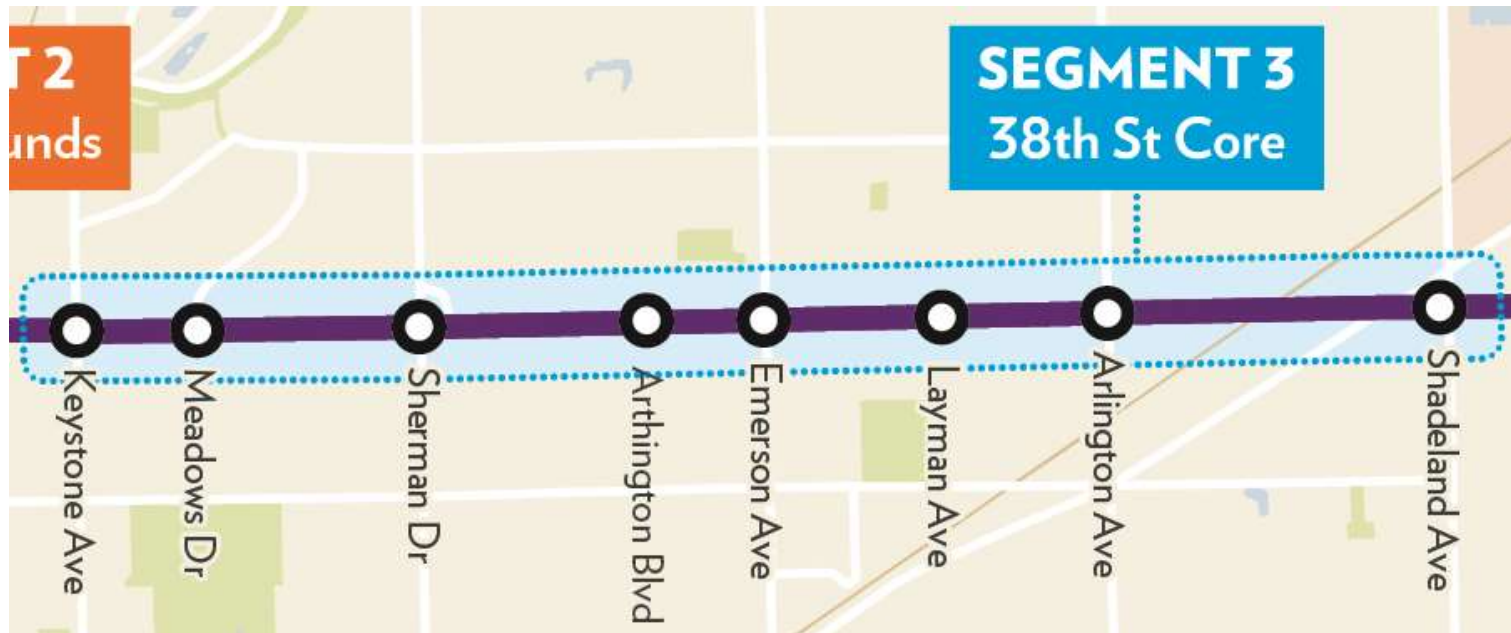 T 2
unds
SEGMENT 3
38th St Core
Keystone Ave
Meadows Dr
Sherman Dr
Arthington Blvd
Emerson Ave
Layman Ave
Arlington Ave
Shadeland Ave